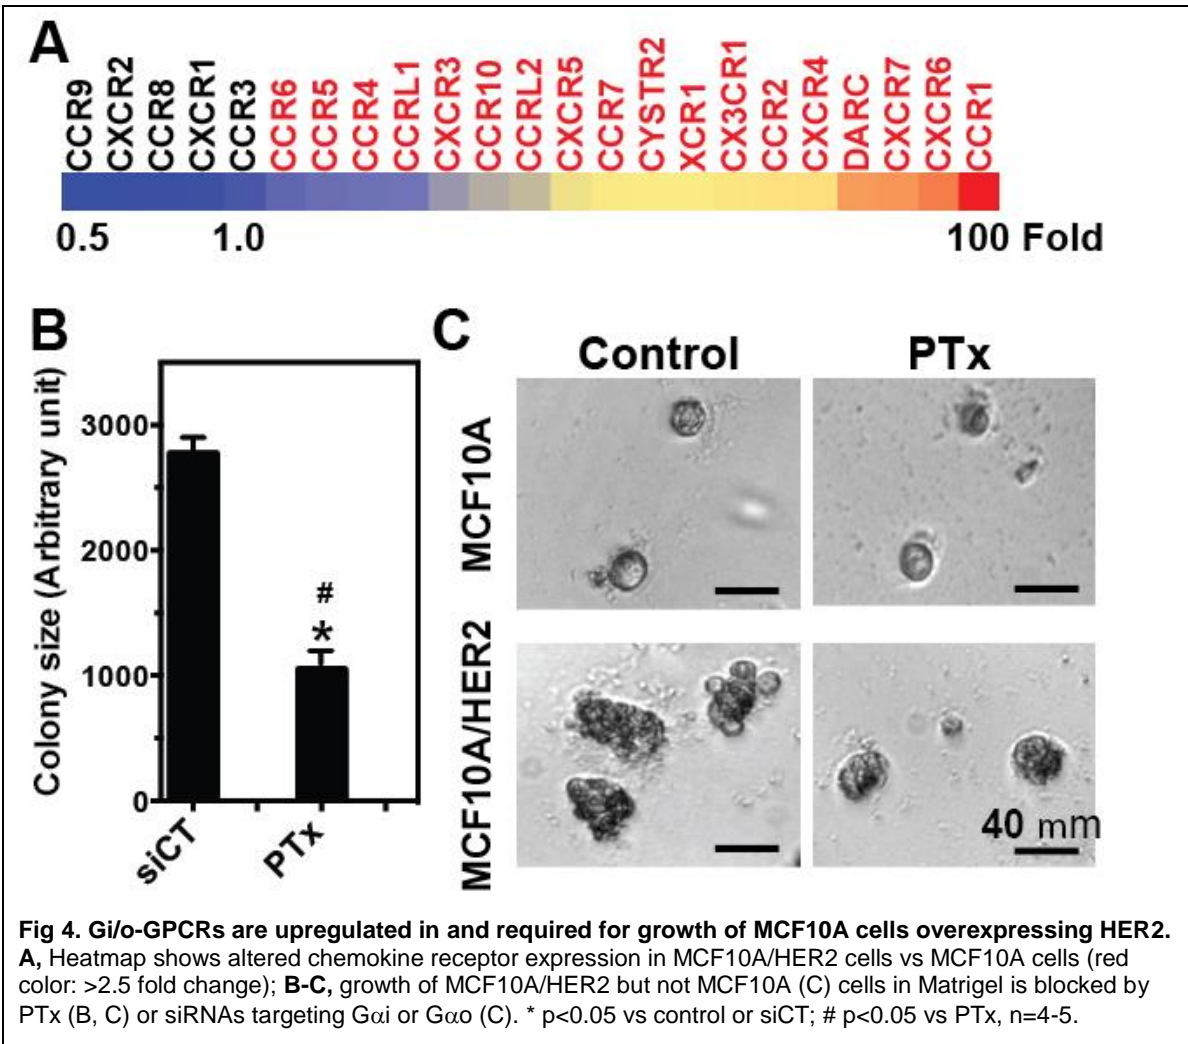 A
CCR9 CXCR2 CCR8 CXCR1 CCR3 CCR6 CCR5 CCR4 CCRL1 CXCR3 CCR10 CCRL2 CXCR5 CCR7 CYSTR2 XCR1 CX3CR1 CCR2 CXCR4 DARC CXCR7 CXCR6 CCR1
0.5 1.0 100 Fold
B
Colony size (Arbitrary unit)
3000
2000
1000
0
#
*
siCT PTx
C
Control PTx
MCF10A
MCF10A/HER2
40 mm
Fig 4. Gi/o-GPCRs are upregulated in and required for growth of MCF10A cells overexpressing HER2.
A, Heatmap shows altered chemokine receptor expression in MCF10A/HER2 cells vs MCF10A cells (red
color: >2.5 fold change); B-C, growth of MCF10A/HER2 but not MCF10A (C) cells in Matrigel is blocked by
PTx (B, C) or siRNAs targeting Gαi or Gαo (C). * p<0.05 vs control or siCT; # p<0.05 vs PTx, n=4-5.